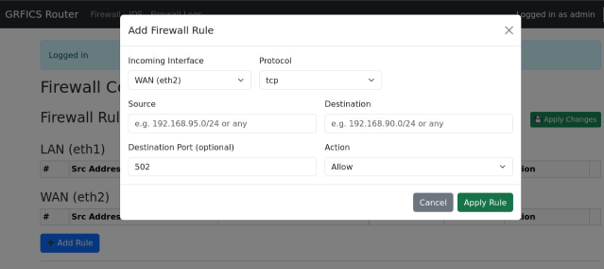 GRFICS Router Firewall IDS Firewall Logs Logged in as admin
Add Firewall Rule
Logged in
Incoming Interface Protocol
WAN (eth2) tcp
Firewall Co
Source Destination
Firewall Rul
e.g. 192.168.95.0/24 or any e.g. 192.168.90.0/24 or any
Apply Changes
Destination Port (optional) Action
LAN (eth1)
502 Allow
# Src Addres ion
Cancel Apply Rule
WAN (eth2)
# Src Addres ion
+ Add Rule